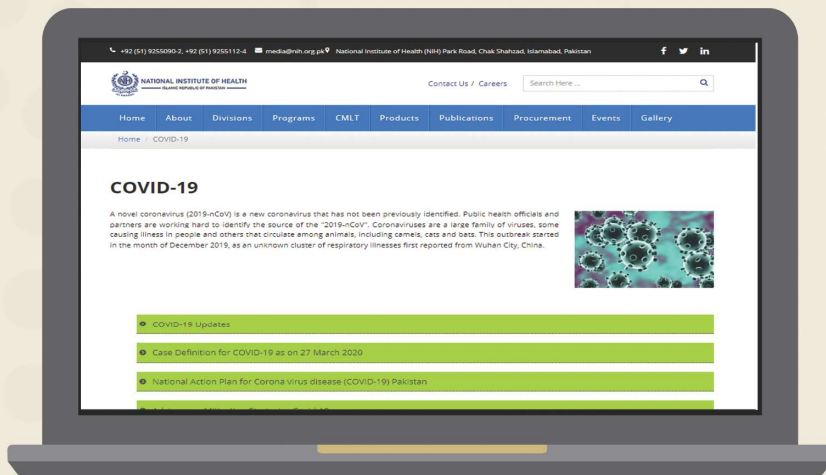 +92 (51) 9255090-2, +92 (51) 9255112-4 media@nih.org.pk National Institute of Health (NIH) Park Road, Chak Shahzad, Islamabad, Pakistan
NATIONAL INSTITUTE OF HEALTH
ISLAMIC REPUBLIC OF PAKISTAN
Contact Us / Careers Search Here ...
Home About Divisions Programs CMLT Products Publications Procurement Events Gallery
Home / COVID-19
COVID-19
A novel coronavirus (2019-nCoV) is a new coronavirus that has not been previously identified. Public health officials and
partners are working hard to identify the source of the "2019-nCoV". Coronaviruses are a large family of viruses, some
causing illness in people and others that circulate among animals, including camels, cats and bats. This outbreak started
in the month of December 2019, as an unknown cluster of respiratory illnesses first reported from Wuhan City, China.
COVID-19 Updates
Case Definition for COVID-19 as on 27 March 2020
National Action Plan for Corona virus disease (COVID-19) Pakistan